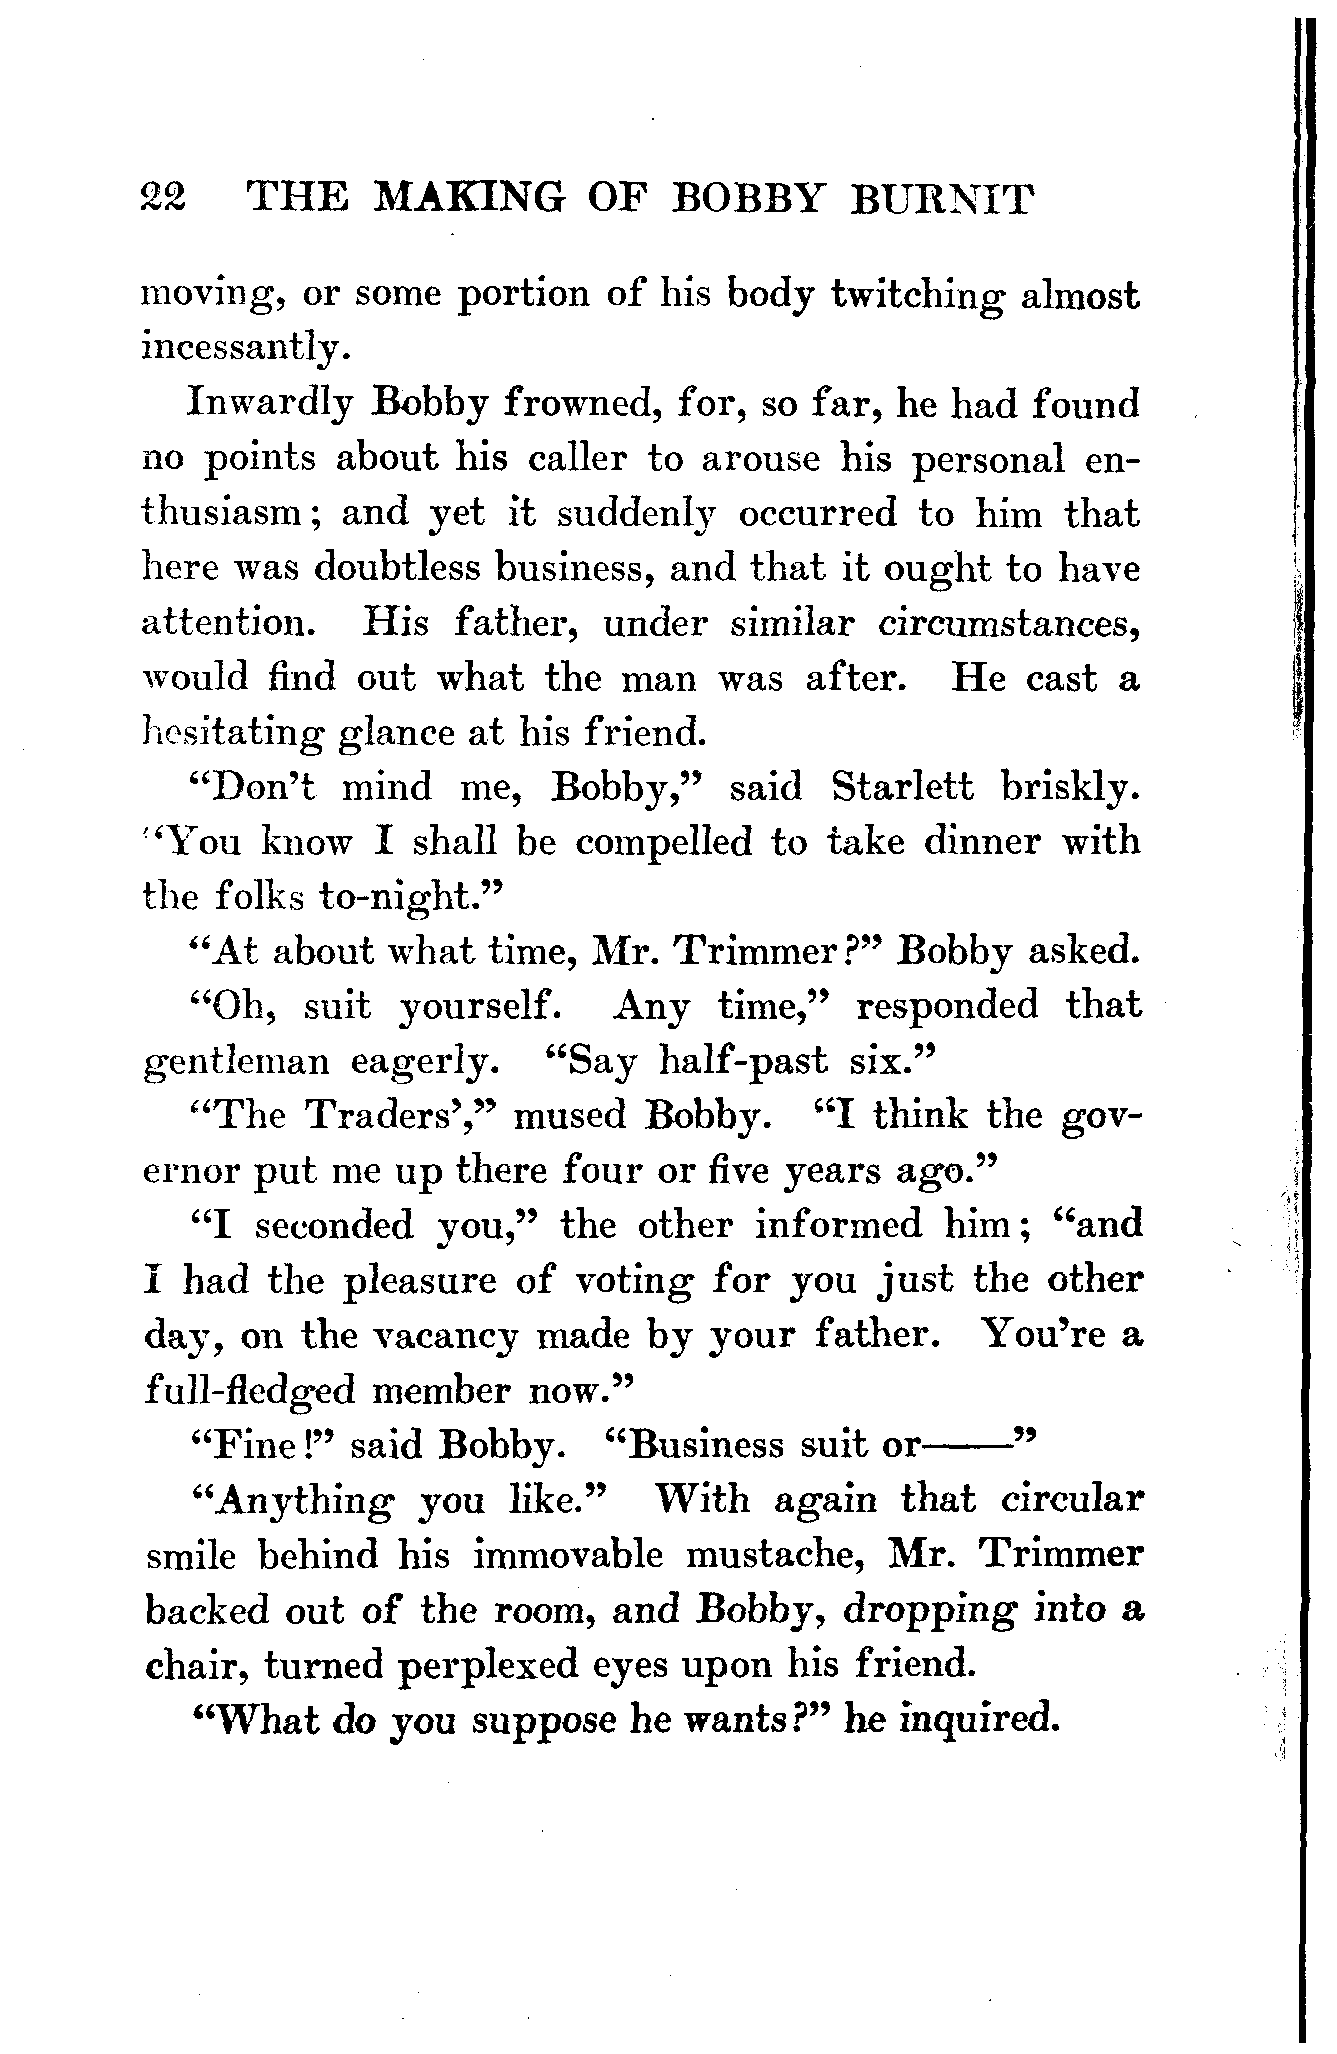 22 THE MAKING OF BOBBY BURNIT
moving, or some portion of his body twitching almost
incessantly.
Inwardly Bobby frowned, for, so far, he had found
no points about his caller to arouse his personal en-
thusiasm; and yet it suddenly occurred to him that
here was doubtless business, and that it ought to have
attention. His father, under similar circumstances,
would find out what the man was after. He cast a
hesitating glance at his friend.
“Don’t mind me, Bobby,” said Starlett briskly.
“You know I shall be compelled to take dinner with
the folks to-night.”
“At about what time, Mr. Trimmer?” Bobby asked.
“Oh, suit yourself. Any time,” responded that
gentleman eagerly. “Say half-past six.”
“The Traders’,” mused Bobby. “I think the gov-
ernor put me up there four or five years ago.”
“I seconded you,” the other informed him; “and
I had the pleasure of voting for you just the other
day, on the vacancy made by your father. You’re a
full-fledged member now.”
“Fine!” said Bobby. “Business suit or——”
“Anything you like.” With again that circular
smile behind his immovable mustache, Mr. Trimmer
backed out of the room, and Bobby, dropping into a
chair, turned perplexed eyes upon his friend.
“What do you suppose he wants?” he inquired.